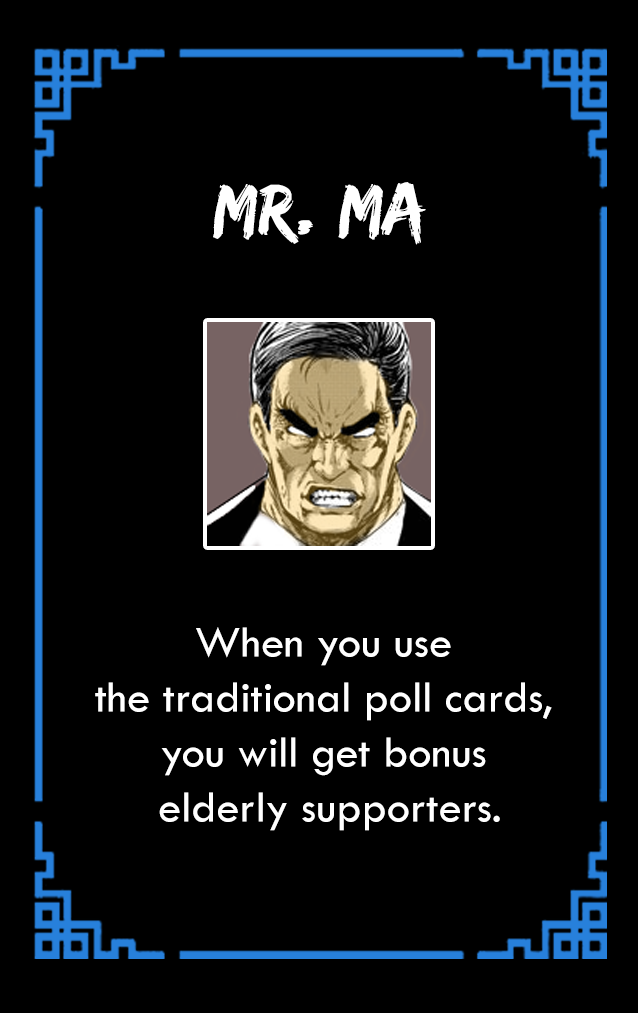 MR. MA
When you use
the traditional poll cards,
you will get bonus
elderly supporters.